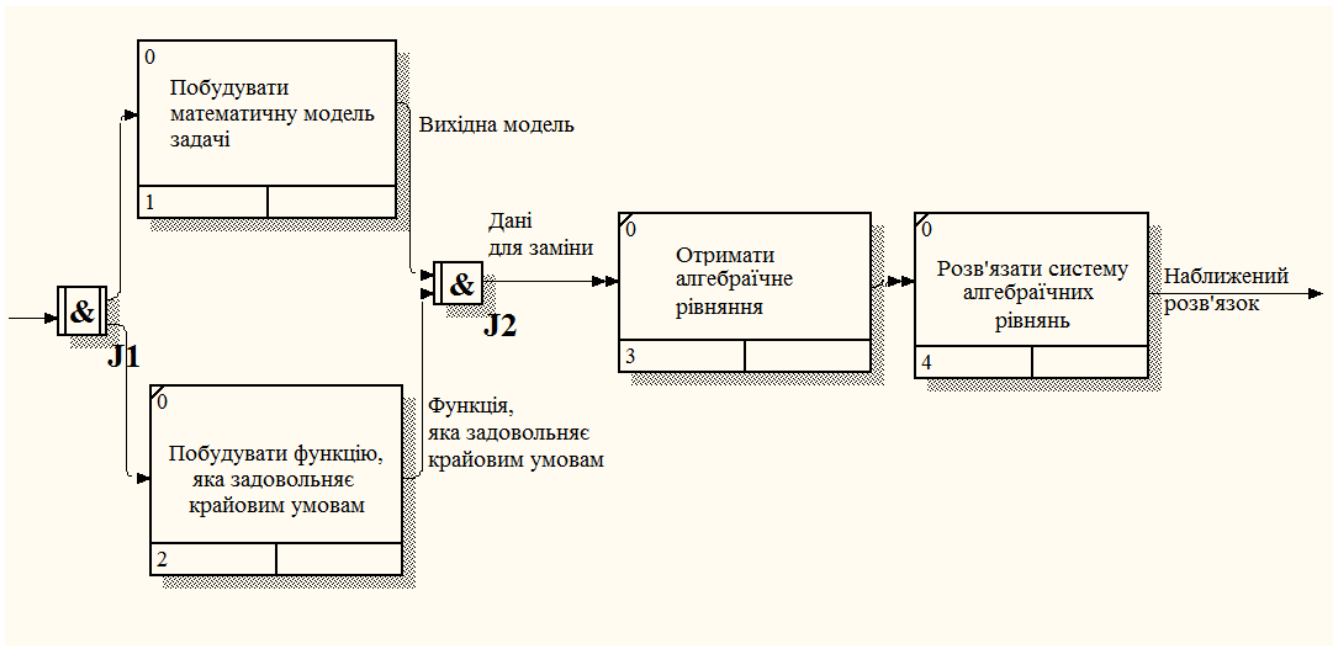 0
Побудувати
математичну модель
задачі
1
Вихідна модель
&
J1
0
Побудувати функцію,
яка задовольняє
крайовим умовам
2
Функція,
яка задовольняє
крайовим умовам
&
J2
Дані
для заміни
0
Отримати
алгебраїчне
рівняння
3
0
Розв'язати систему
алгебраїчних
рівнянь
4
Наближений
розв'язок